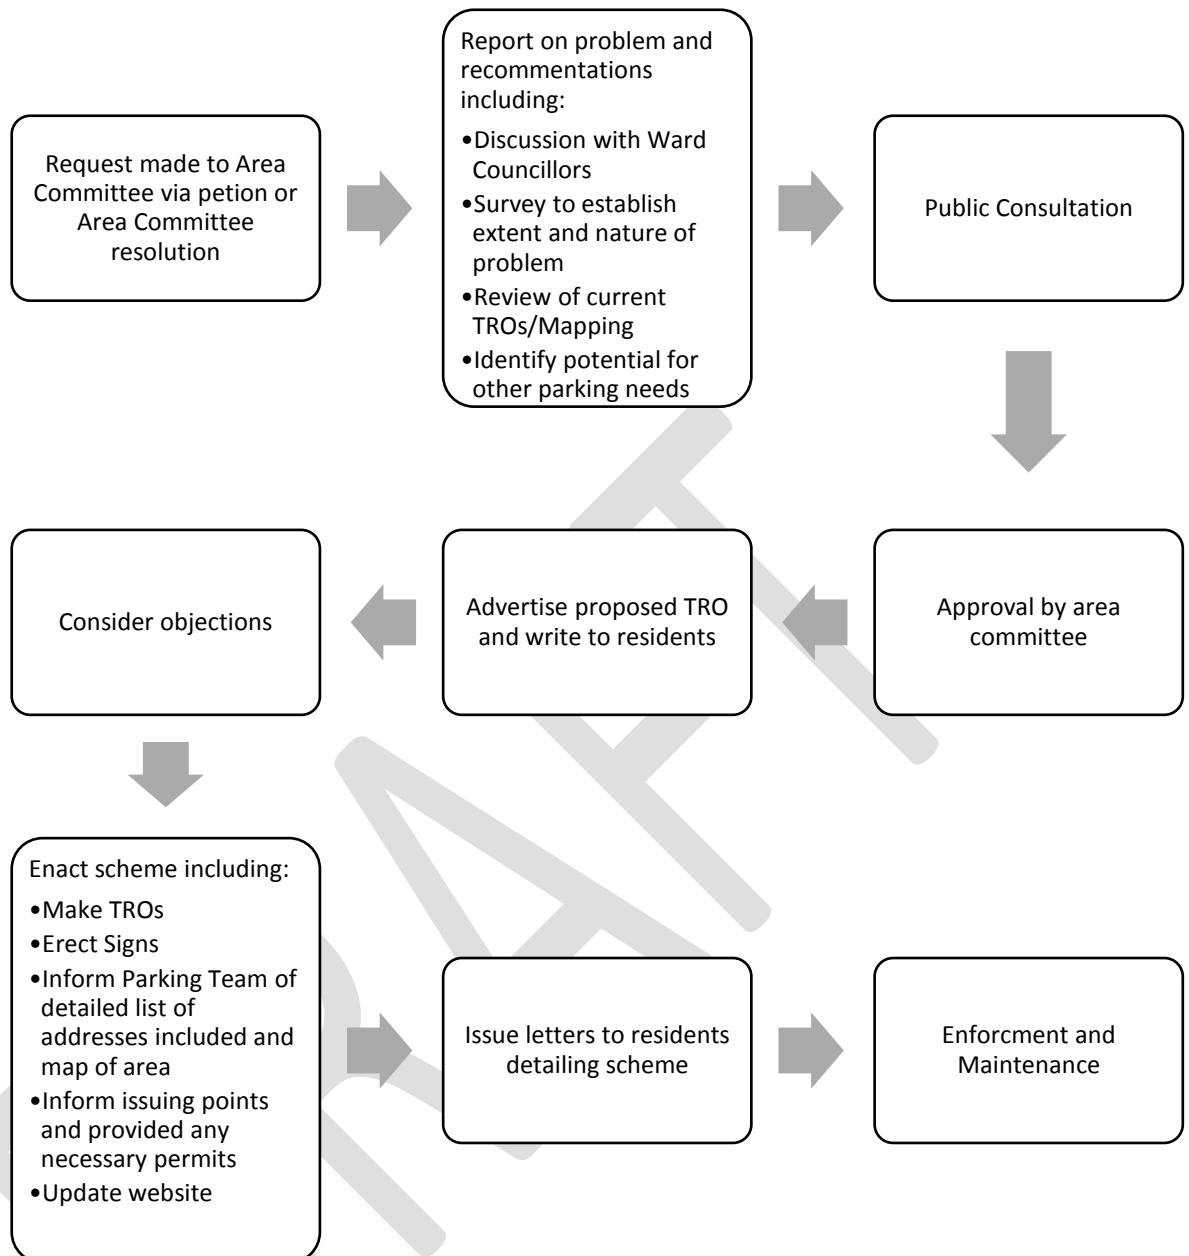 Request made to Area
Committee via petion or
Area Committee
resolution
Report on problem and
recommentations
including:
•Discussion with Ward
Councillors
•Survey to establish
extent and nature of
problem
•Review of current
TROs/Mapping
•Identify potential for
other parking needs
Public Consultation
Approval by area
committee
Advertise proposed TRO
and write to residents
Consider objections
Enact scheme including:
•Make TROs
•Erect Signs
•Inform Parking Team of
detailed list of
addresses included and
map of area
•Inform issuing points
and provided any
necessary permits
•Update website
Issue letters to residents
detailing scheme
Enforcment and
Maintenance
DRAFT